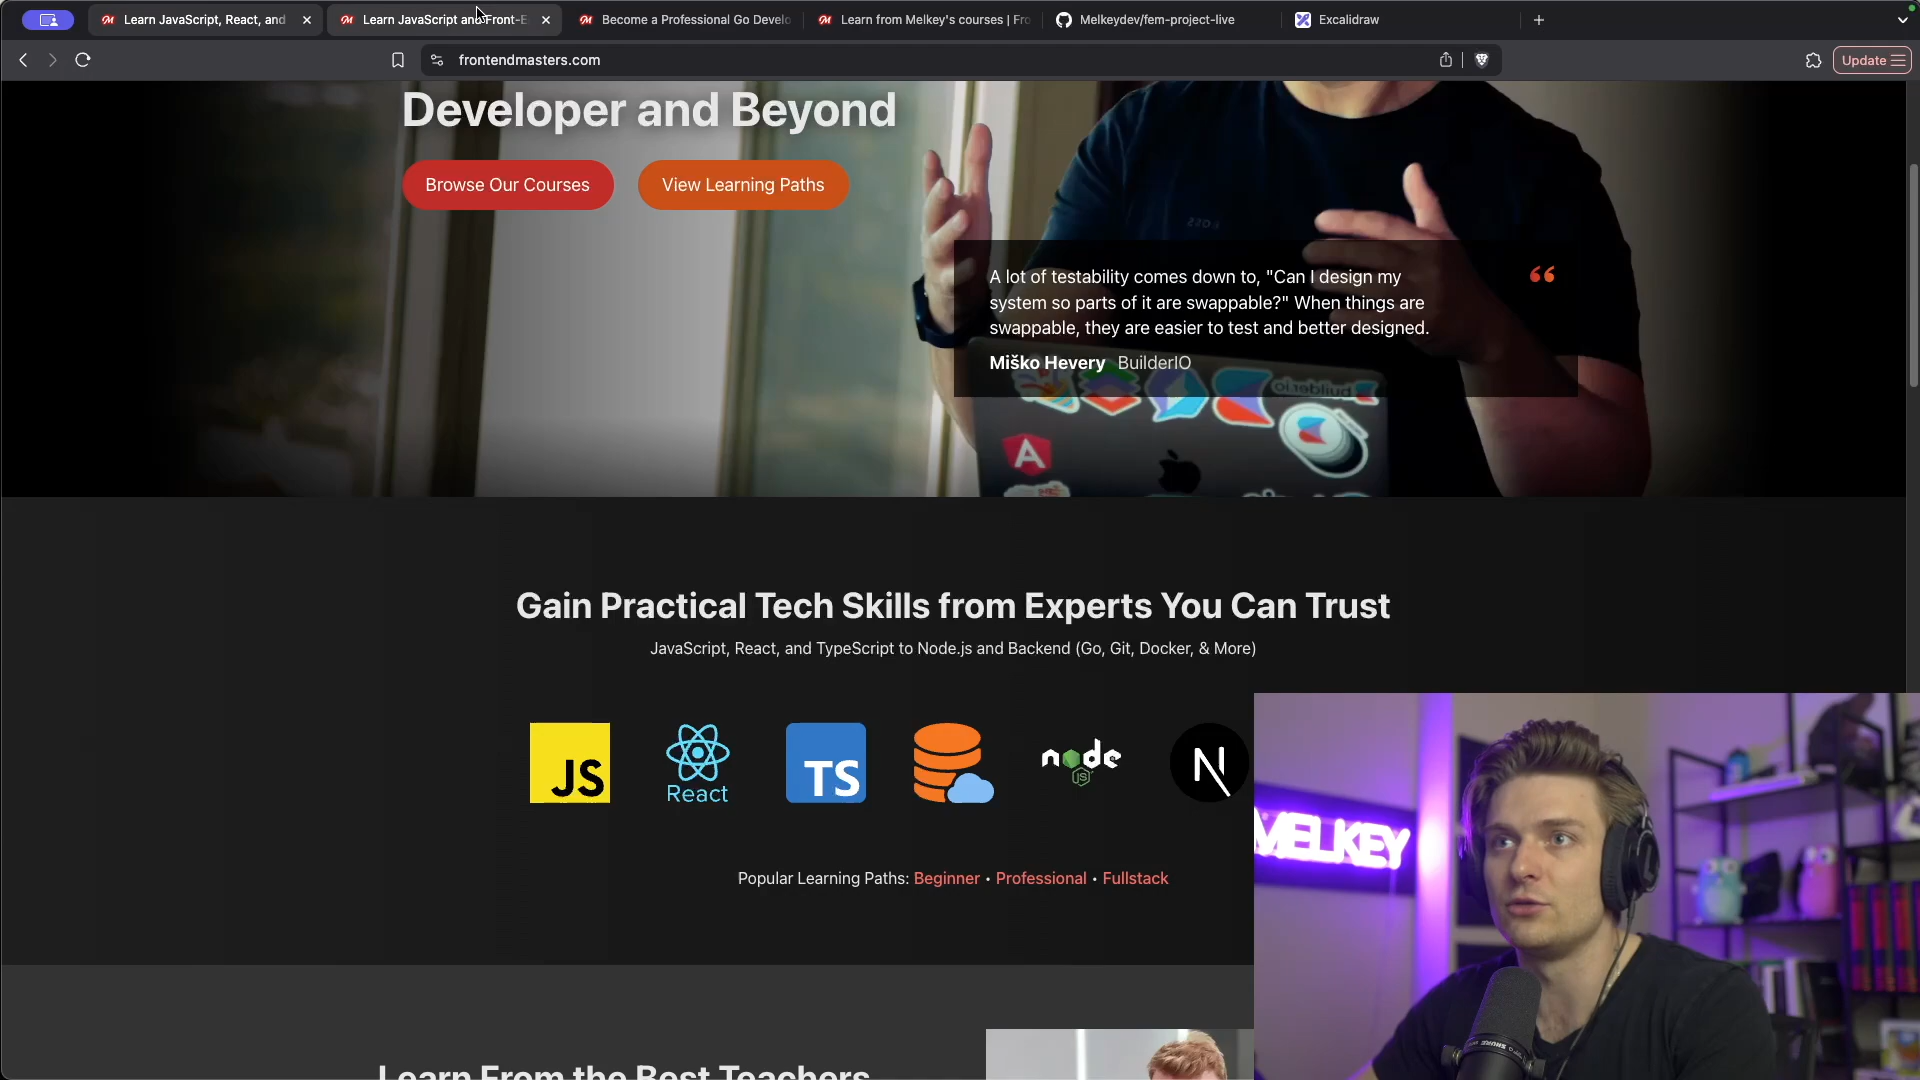 Learn JavaScript, React, and
Learn JavaScript and Front-E
Become a Professional Go Develo
Learn from Melkey's courses | Fro
Melkeydev/fem-project-live
Excalidraw
frontendmasters.com
Update
Developer and Beyond
Browse Our Courses
View Learning Paths
A lot of testability comes down to, "Can I design my
system so parts of it are swappable?" When things are
swappable, they are easier to test and better designed.
Miško Hevery BuilderIO
Gain Practical Tech Skills from Experts You Can Trust
JavaScript, React, and TypeScript to Node.js and Backend (Go, Git, Docker, & More)
JS
React
TS
node
JS
N
Popular Learning Paths: Beginner • Professional • Fullstack
MELKEY
SHURE
Learn From the Best Teachers